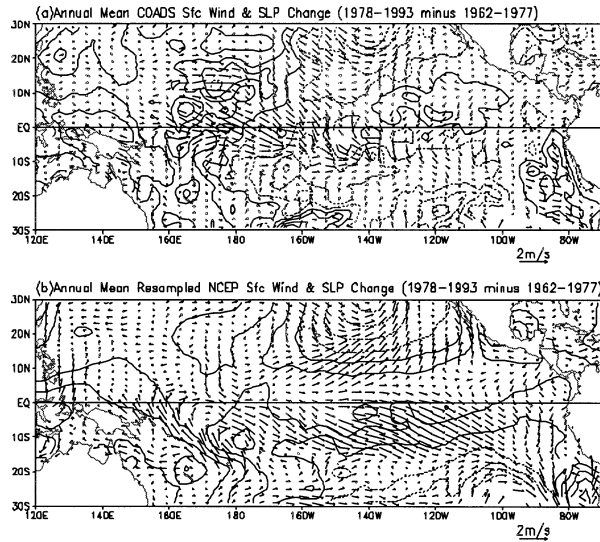 (a)Annual Mean COADS Sfc Wind & SLP Change (1978-1993 minus 1962-1977)
30N
20N
10N
EQ
10S
20S
30S
120E 140E 160E 180 160W 140W 120W 100W 80W
2m/s
(b)Annual Mean Resampled NCEP Sfc Wind & SLP Change (1978-1993 minus 1962-1977)
30N
20N
10N
EQ
10S
20S
30S
120E 140E 160E 180 160W 140W 120W 100W 80W
2m/s